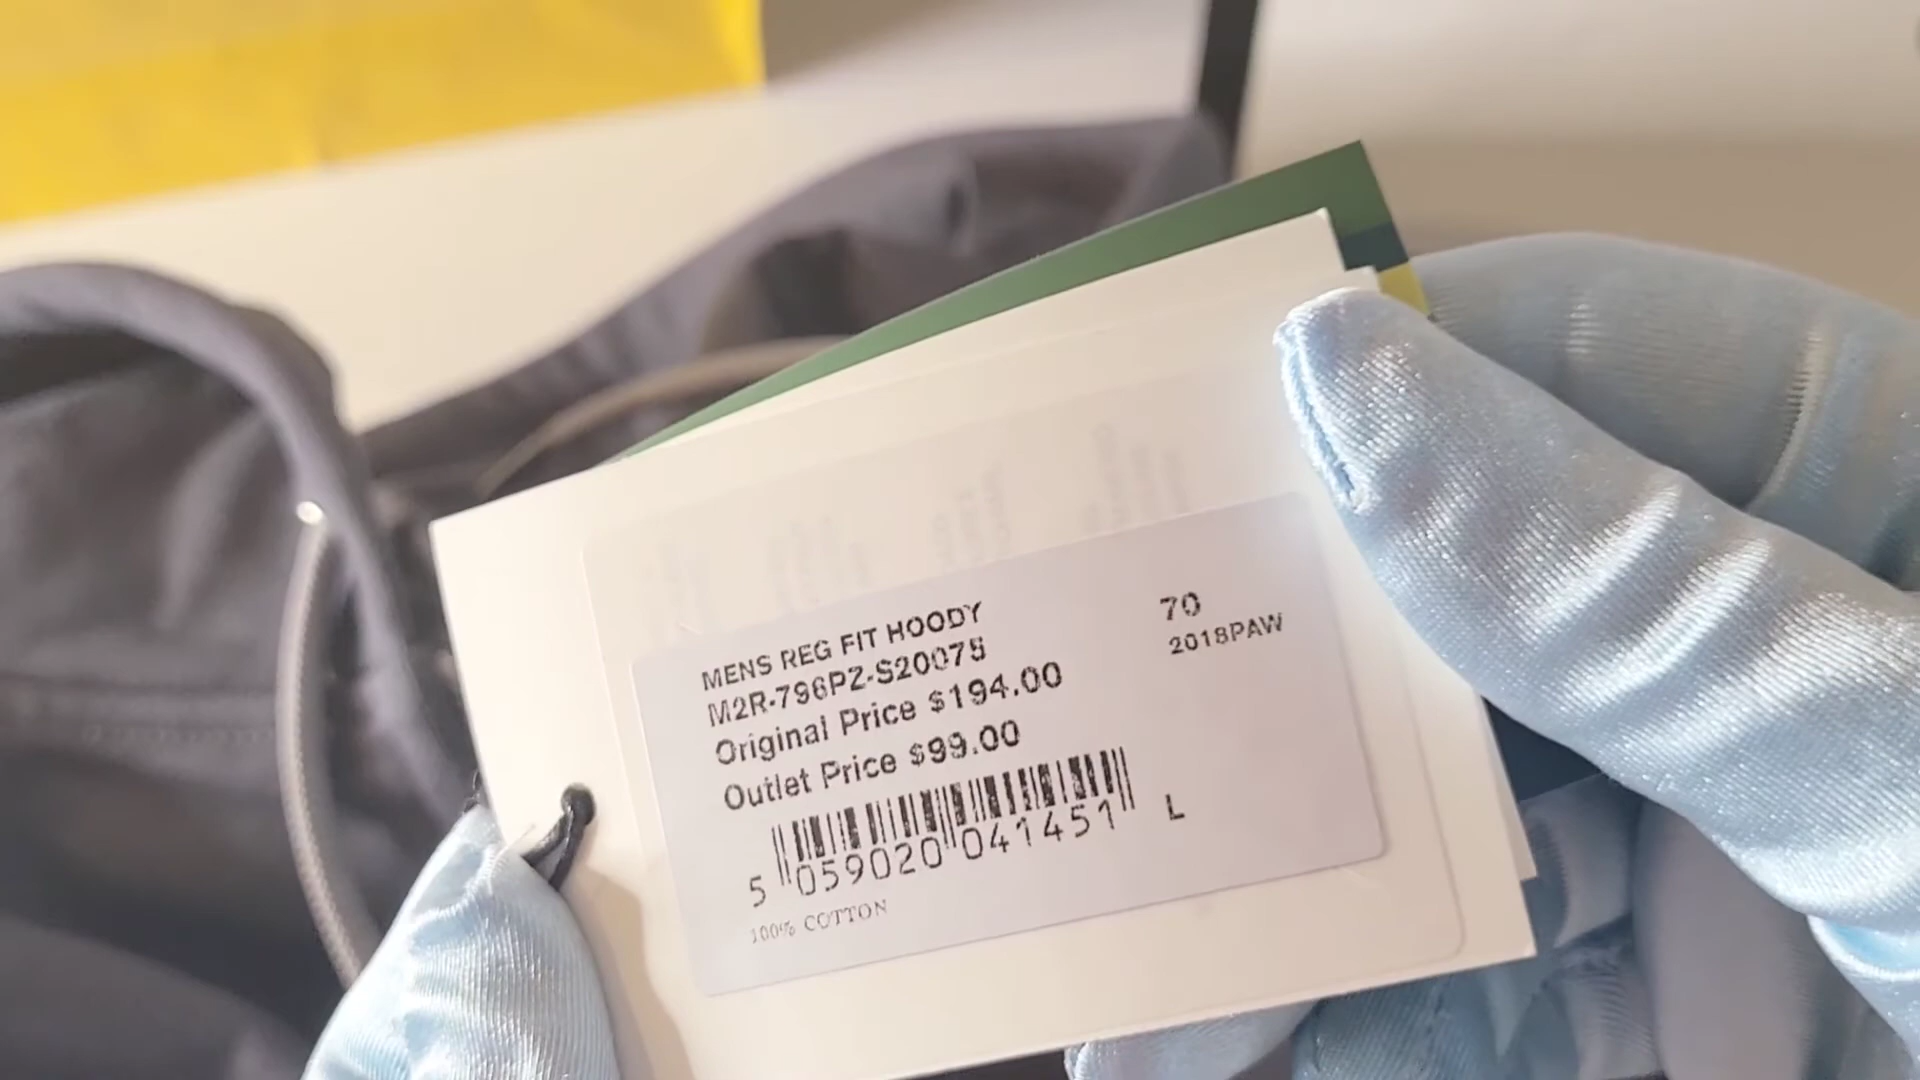 MENS REG FIT HOODY
70
M2R-796PZ-S20075
2018PAW
Original Price $194.00
Outlet Price $99.00
5 059020 041451
L
100% COTTON